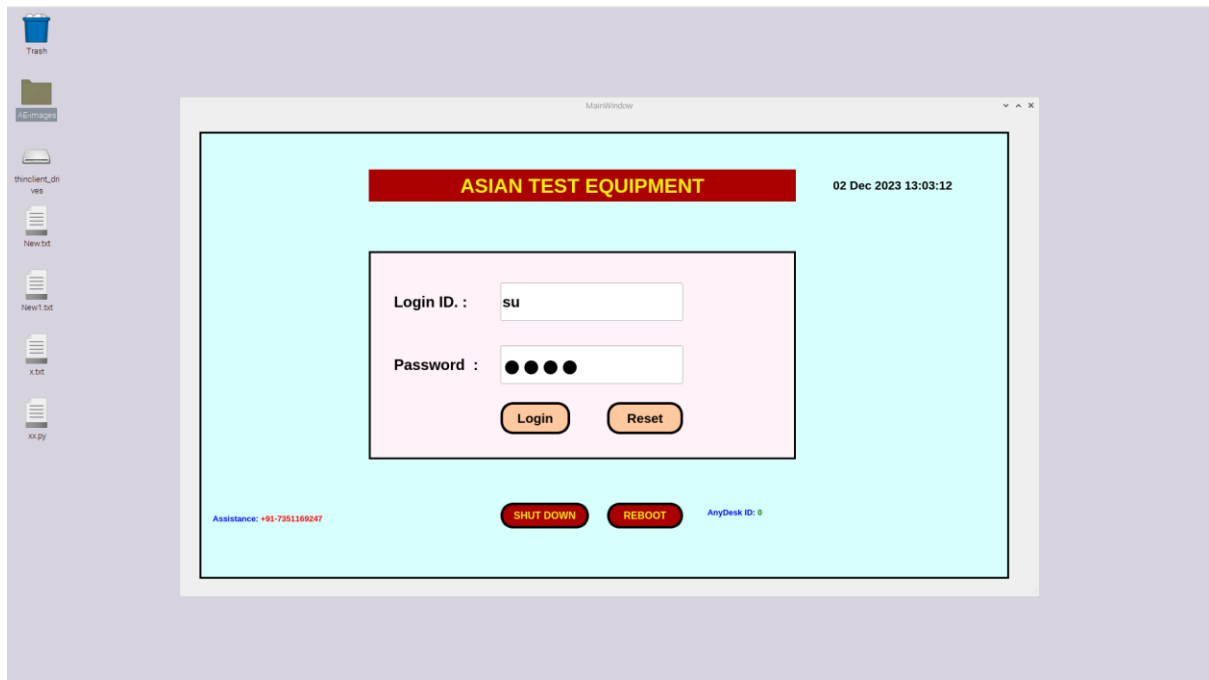 Trash
AE-images
thinclient_dri
ves
New.txt
New1.txt
x.txt
xx.py
MainWindow
ASIAN TEST EQUIPMENT
02 Dec 2023 13:03:12
Login ID. : su
Password : ●●●●
Login Reset
SHUT DOWN REBOOT
Assistance: +91-7351169247
AnyDesk ID: 0